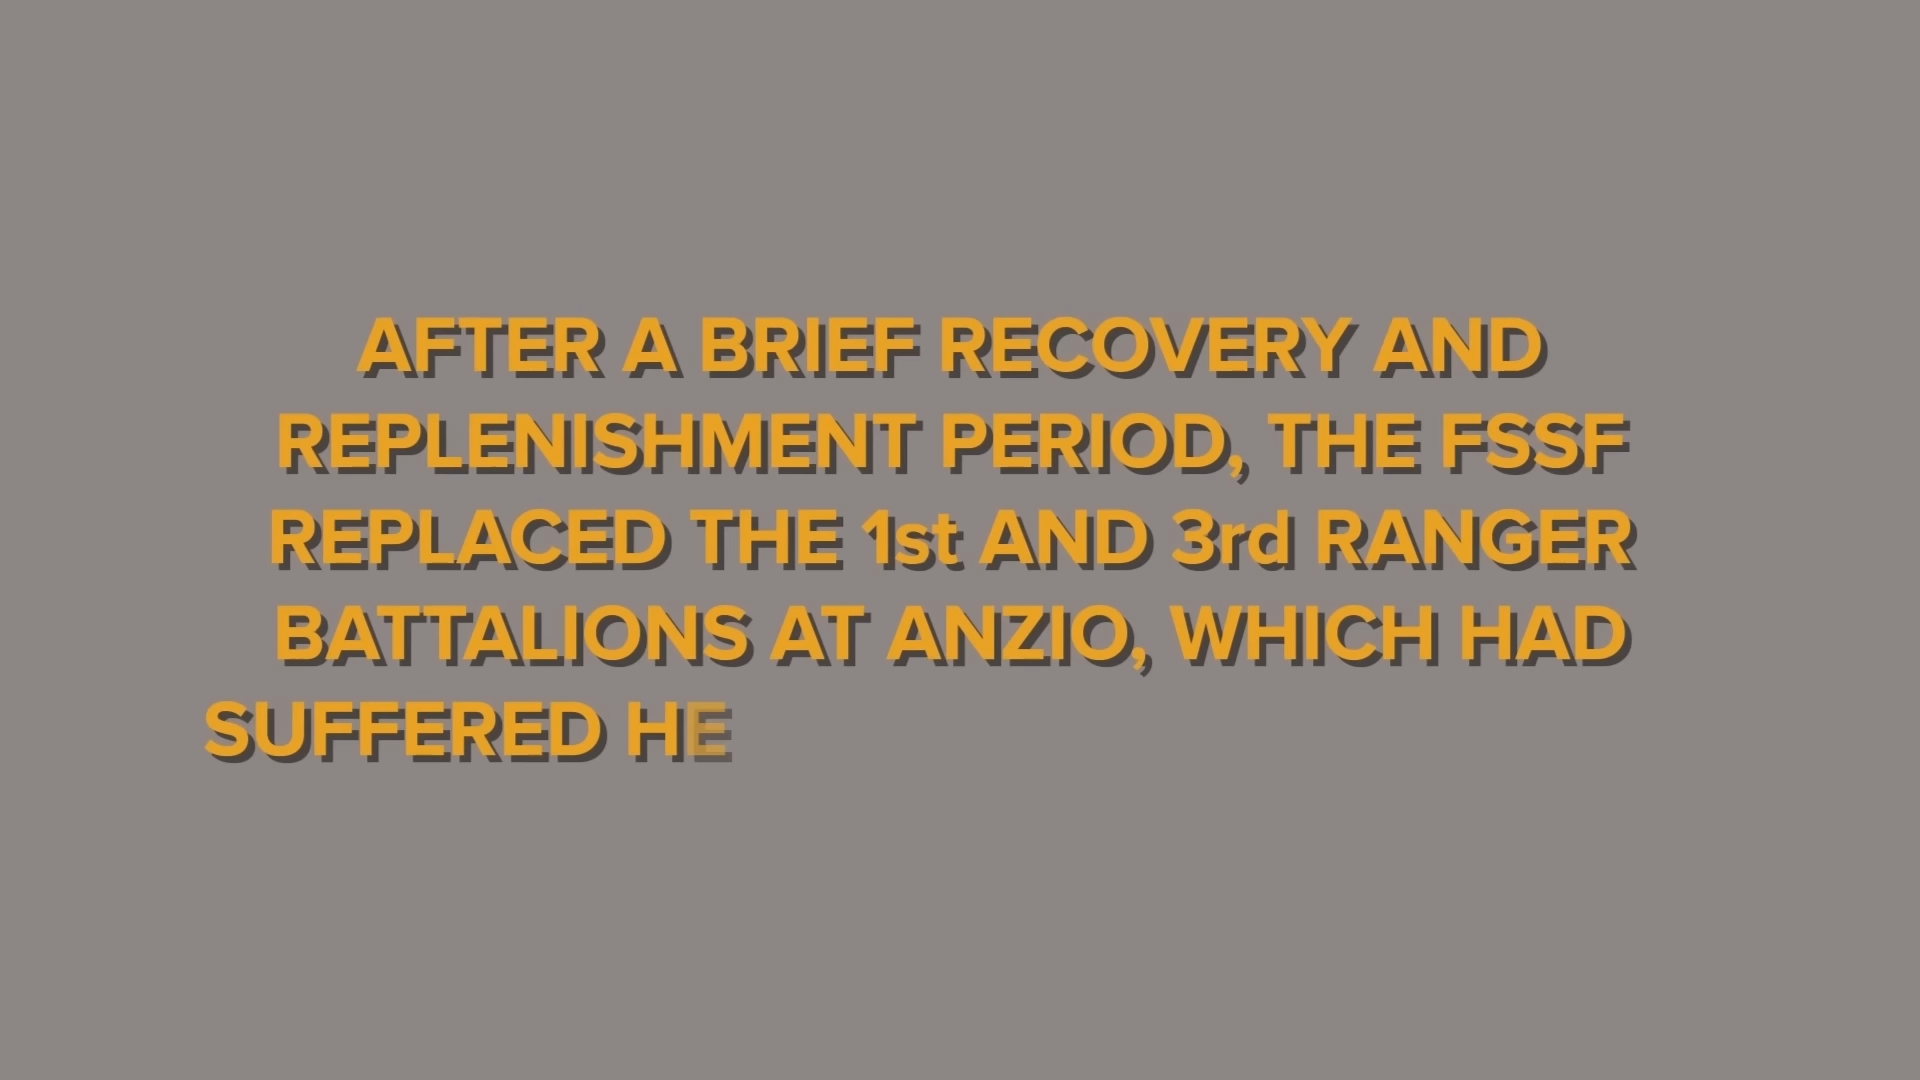 AFTER A BRIEF RECOVERY AND
REPLENISHMENT PERIOD, THE FSSF
REPLACED THE 1st AND 3rd RANGER
BATTALIONS AT ANZIO, WHICH HAD
SUFFERED HE